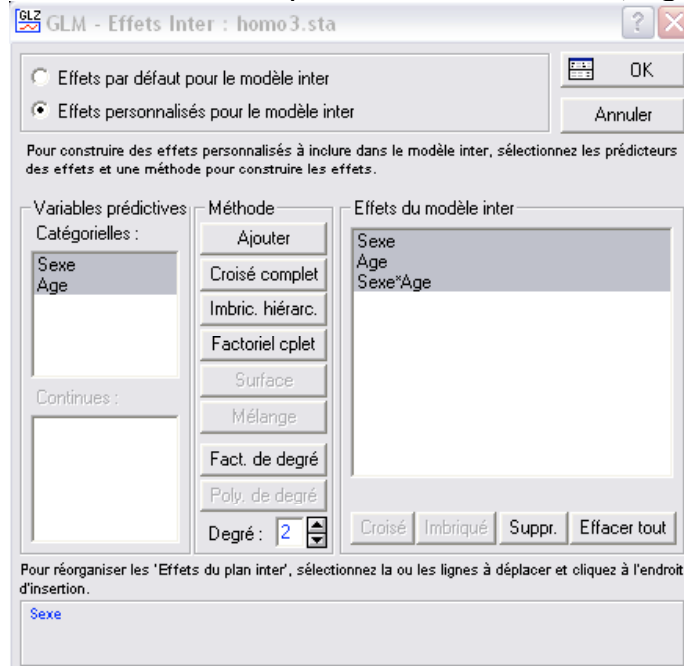 GLZ GLM - Effets Inter : homo3.sta
Effets par défaut pour le modèle inter
Effets personnalisés pour le modèle inter
OK
Annuler
Pour construire des effets personnalisés à inclure dans le modèle inter, sélectionnez les prédicteurs
des effets et une méthode pour construire les effets.
Variables prédictives
Catégorielles :
Sexe
Age
Continues :
Méthode
Ajouter
Croisé complet
Imbric. hiérarc.
Factoriel cplet
Surface
Mélange
Fact. de degré
Poly. de degré
Degré : 2
Effets du modèle inter
Sexe
Age
Sexe*Age
Croisé Imbriqué Suppr. Effacer tout
Pour réorganiser les 'Effets du plan inter', sélectionnez la ou les lignes à déplacer et cliquez à l'endroit
d'insertion.
Sexe